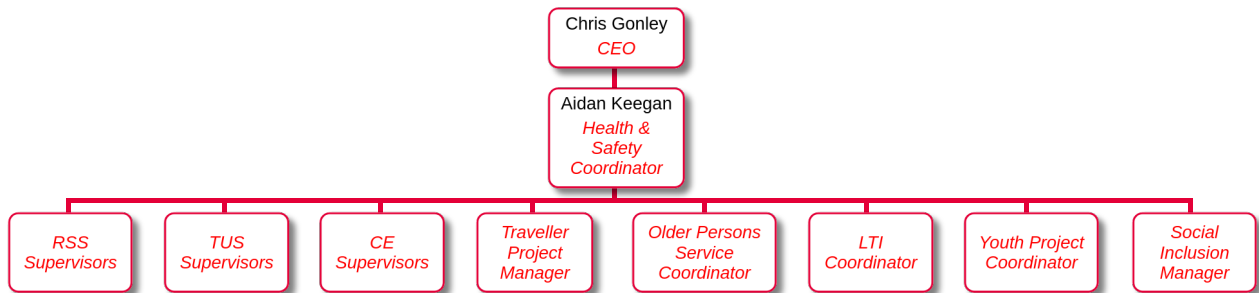 Chris Gonley
CEO
Aidan Keegan
Health &
Safety
Coordinator
RSS
Supervisors
TUS
Supervisors
CE
Supervisors
Traveller
Project
Manager
Older Persons
Service
Coordinator
LTI
Coordinator
Youth Project
Coordinator
Social
Inclusion
Manager